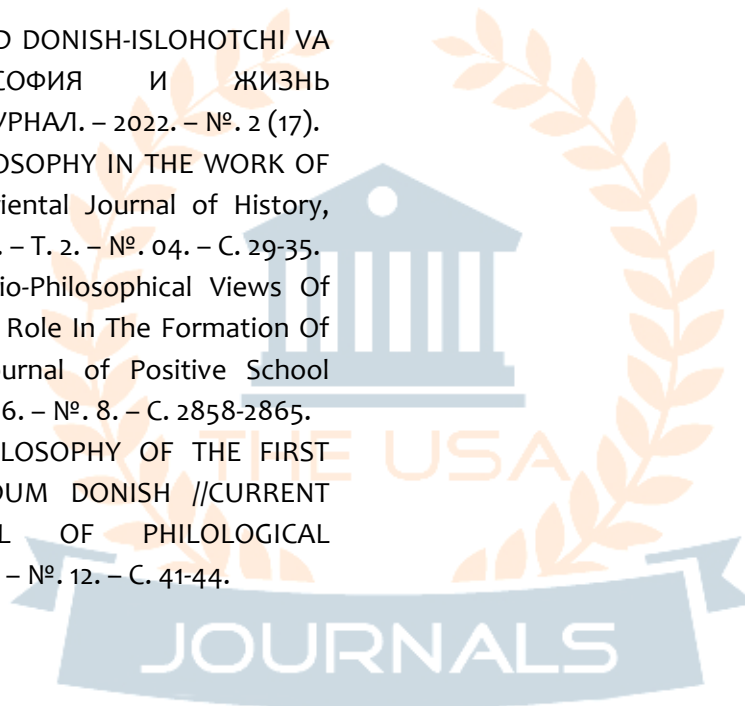 D DONISH-ISLOHOTCHI VA
СОФИЯ И ЖИЗНЬ
УРНАЛ. – 2022. – №. 2 (17).
OSOPHY IN THE WORK OF
riental Journal of History,
. – T. 2. – №. 04. – C. 29-35.
io-Philosophical Views Of
Role In The Formation Of
urnal of Positive School
6. – №. 8. – C. 2858-2865.
LOSOPHY OF THE FIRST
DUM DONISH //CURRENT
L OF PHILOLOGICAL
– №. 12. – C. 41-44.
THE USA
JOURNALS